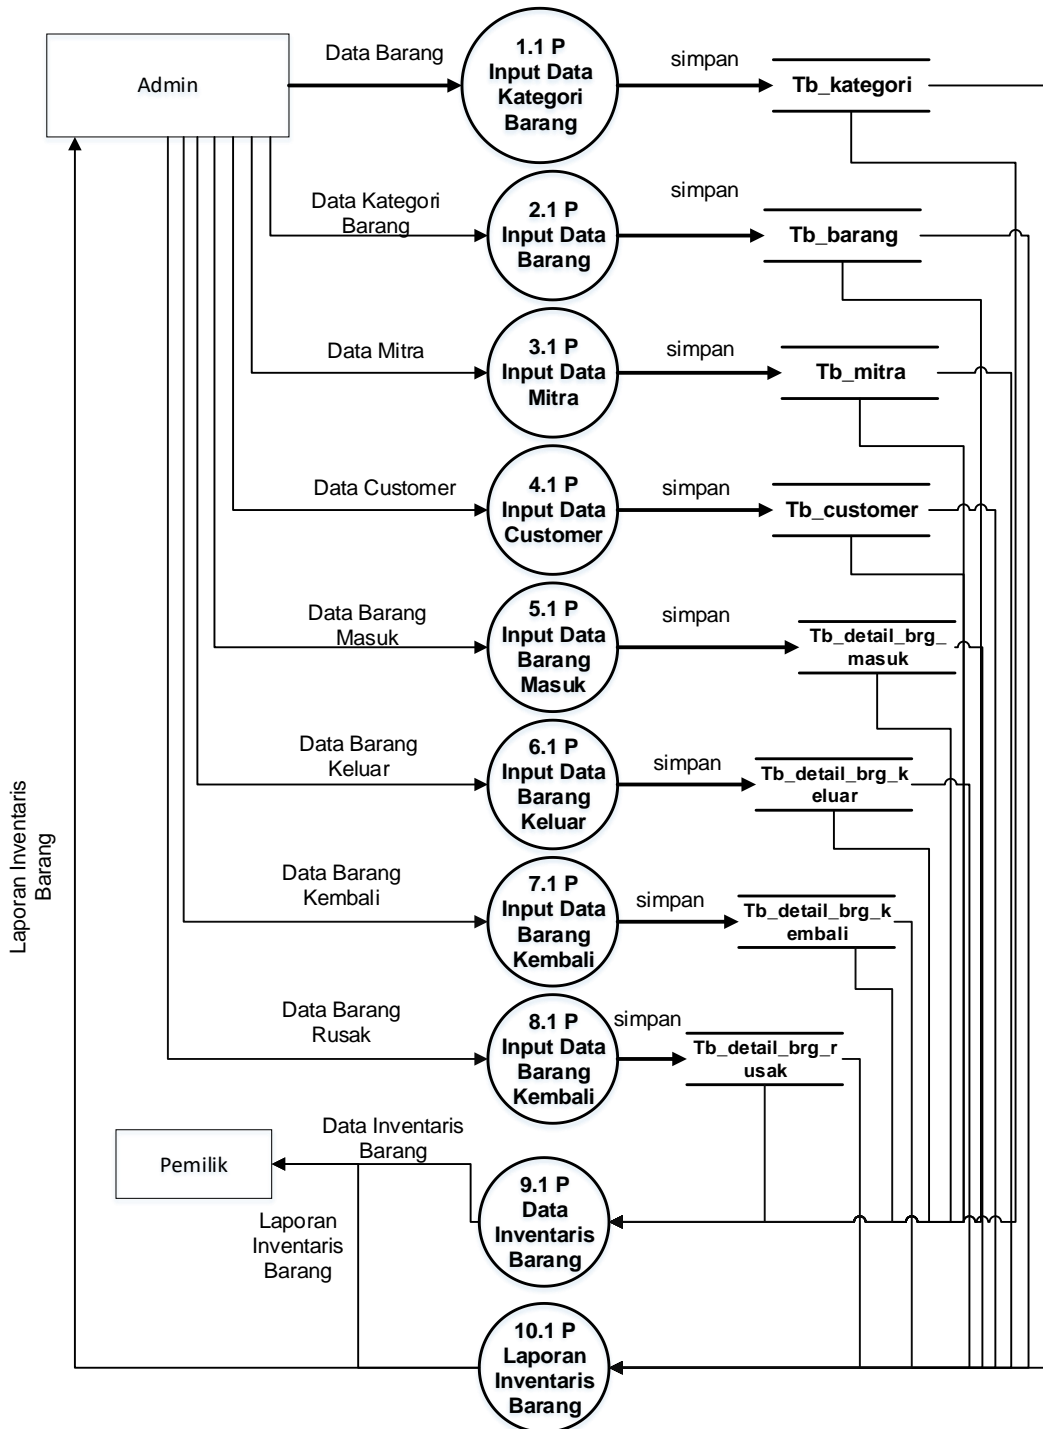 Admin
Data Barang
1.1 P
Input Data
Kategori
Barang
simpan
Tb_kategori
Data Kategori
Barang
2.1 P
Input Data
Barang
simpan
Tb_barang
Data Mitra
3.1 P
Input Data
Mitra
simpan
Tb_mitra
Data Customer
4.1 P
Input Data
Customer
simpan
Tb_customer
Data Barang
Masuk
5.1 P
Input Data
Barang
Masuk
simpan
Tb_detail_brg_
masuk
Data Barang
Keluar
6.1 P
Input Data
Barang
Keluar
simpan
Tb_detail_brg_k
eluar
Laporan Inventaris
Barang
Data Barang
Kembali
7.1 P
Input Data
Barang
Kembali
simpan
Tb_detail_brg_k
embali
Data Barang
Rusak
8.1 P
Input Data
Barang
Kembali
simpan
Tb_detail_brg_r
usak
Pemilik
Data Inventaris
Barang
9.1 P
Data
Inventaris
Barang
Laporan
Inventaris
Barang
10.1 P
Laporan
Inventaris
Barang